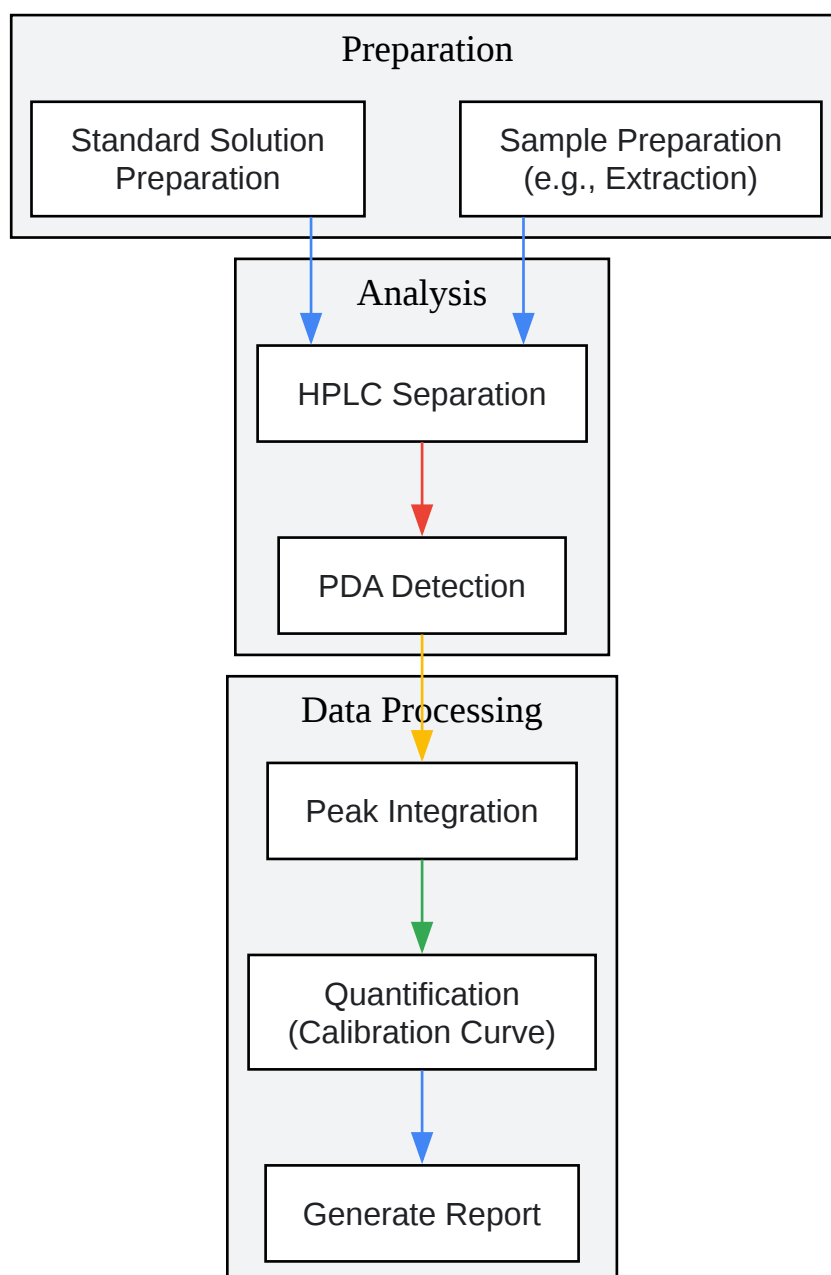 Preparation
Standard Solution
Preparation
Sample Preparation
(e.g., Extraction)
Analysis
HPLC Separation
PDA Detection
Data Processing
Peak Integration
Quantification
(Calibration Curve)
Generate Report